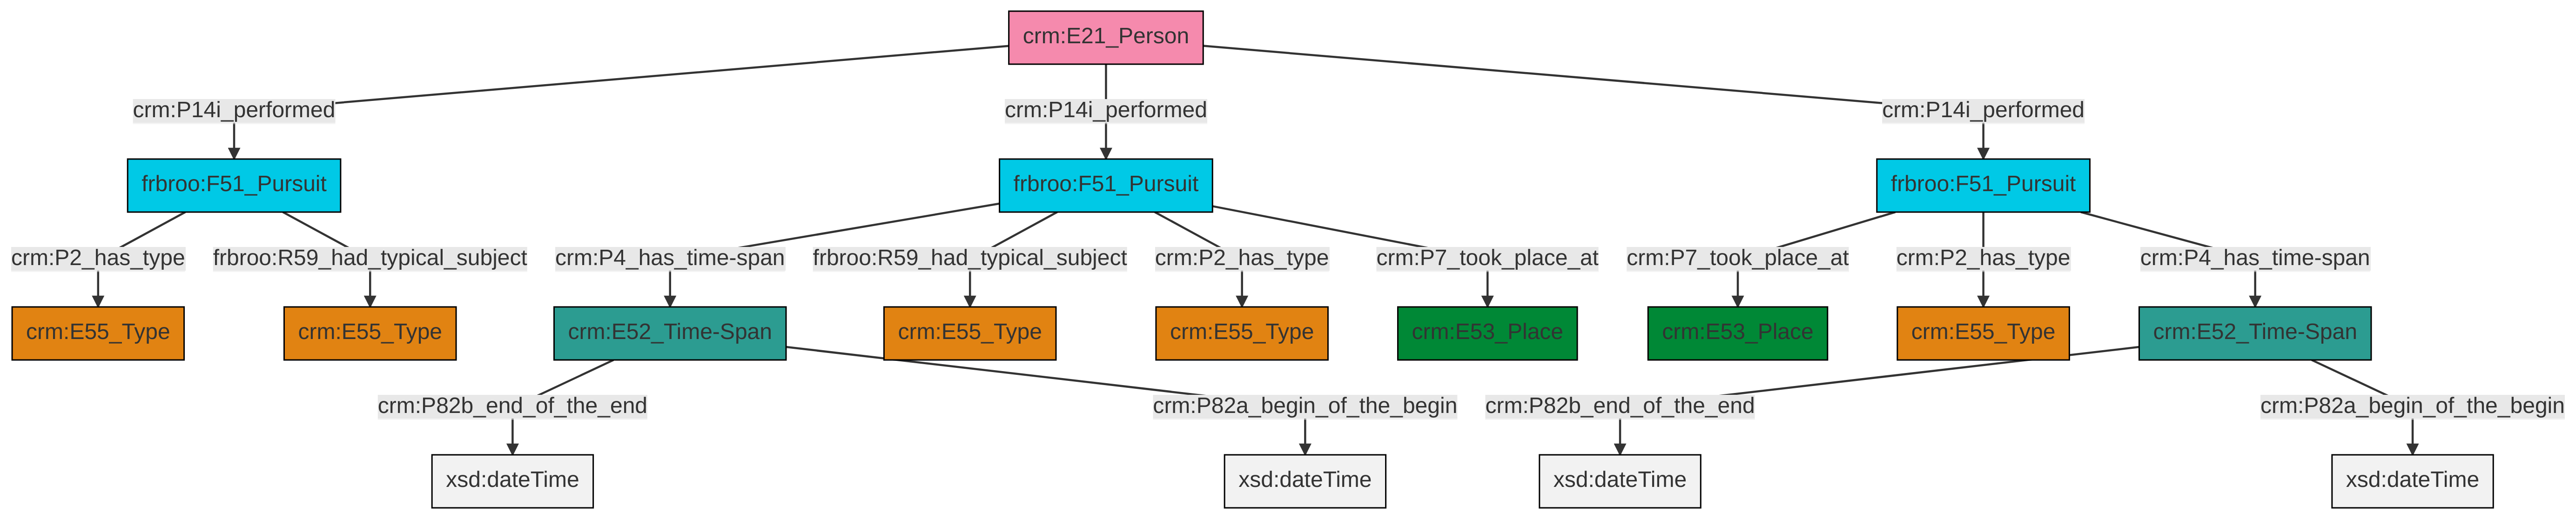 crm:E21_Person
crm:P14i_performed
crm:P14i_performed
crm:P14i_performed
frbroo:F51_Pursuit
frbroo:F51_Pursuit
frbroo:F51_Pursuit
crm:P2_has_type
frbroo:R59_had_typical_subject
crm:P4_has_time-span
frbroo:R59_had_typical_subject
crm:P2_has_type
crm:P7_took_place_at
crm:P7_took_place_at
crm:P2_has_type
crm:P4_has_time-span
crm:E55_Type
crm:E55_Type
crm:E52_Time-Span
crm:E55_Type
crm:E55_Type
crm:E53_Place
crm:E53_Place
crm:E55_Type
crm:E52_Time-Span
crm:P82b_end_of_the_end
crm:P82a_begin_of_the_begin
crm:P82b_end_of_the_end
crm:P82a_begin_of_the_begin
xsd:dateTime
xsd:dateTime
xsd:dateTime
xsd:dateTime